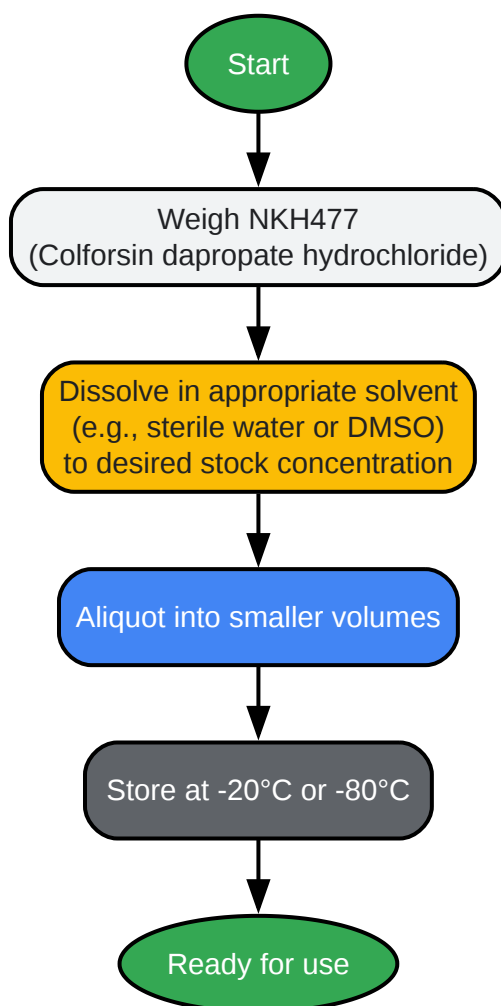 Start
Weigh NKH477
(Colforsin dapropate hydrochloride)
Dissolve in appropriate solvent
(e.g., sterile water or DMSO)
to desired stock concentration
Aliquot into smaller volumes
Store at -20°C or -80°C
Ready for use